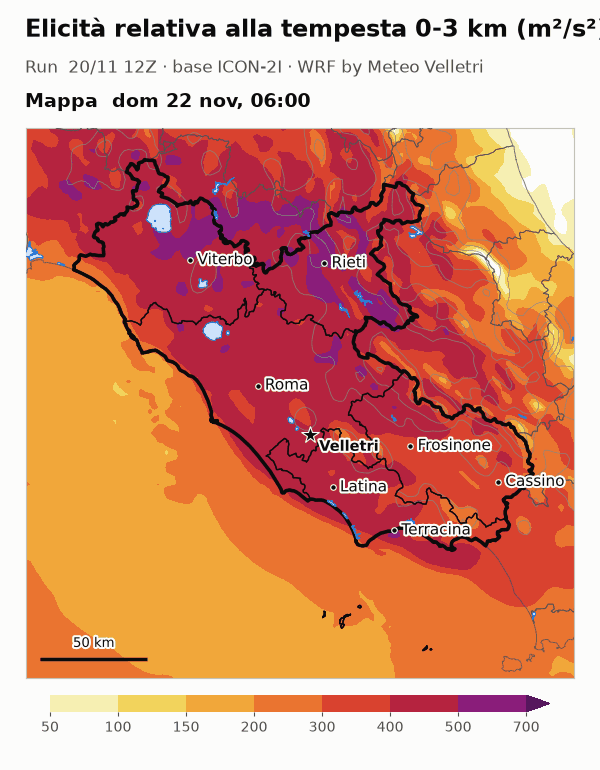 Elicità relativa alla tempesta 0-3 km (m²/s²)
Run 20/11 12Z · base ICON-2I · WRF by Meteo Velletri
Mappa dom 22 nov, 06:00
Viterbo
Rieti
Roma
Velletri
Frosinone
Latina
Cassino
Terracina
50 km
50 100 150 200 300 400 500 700